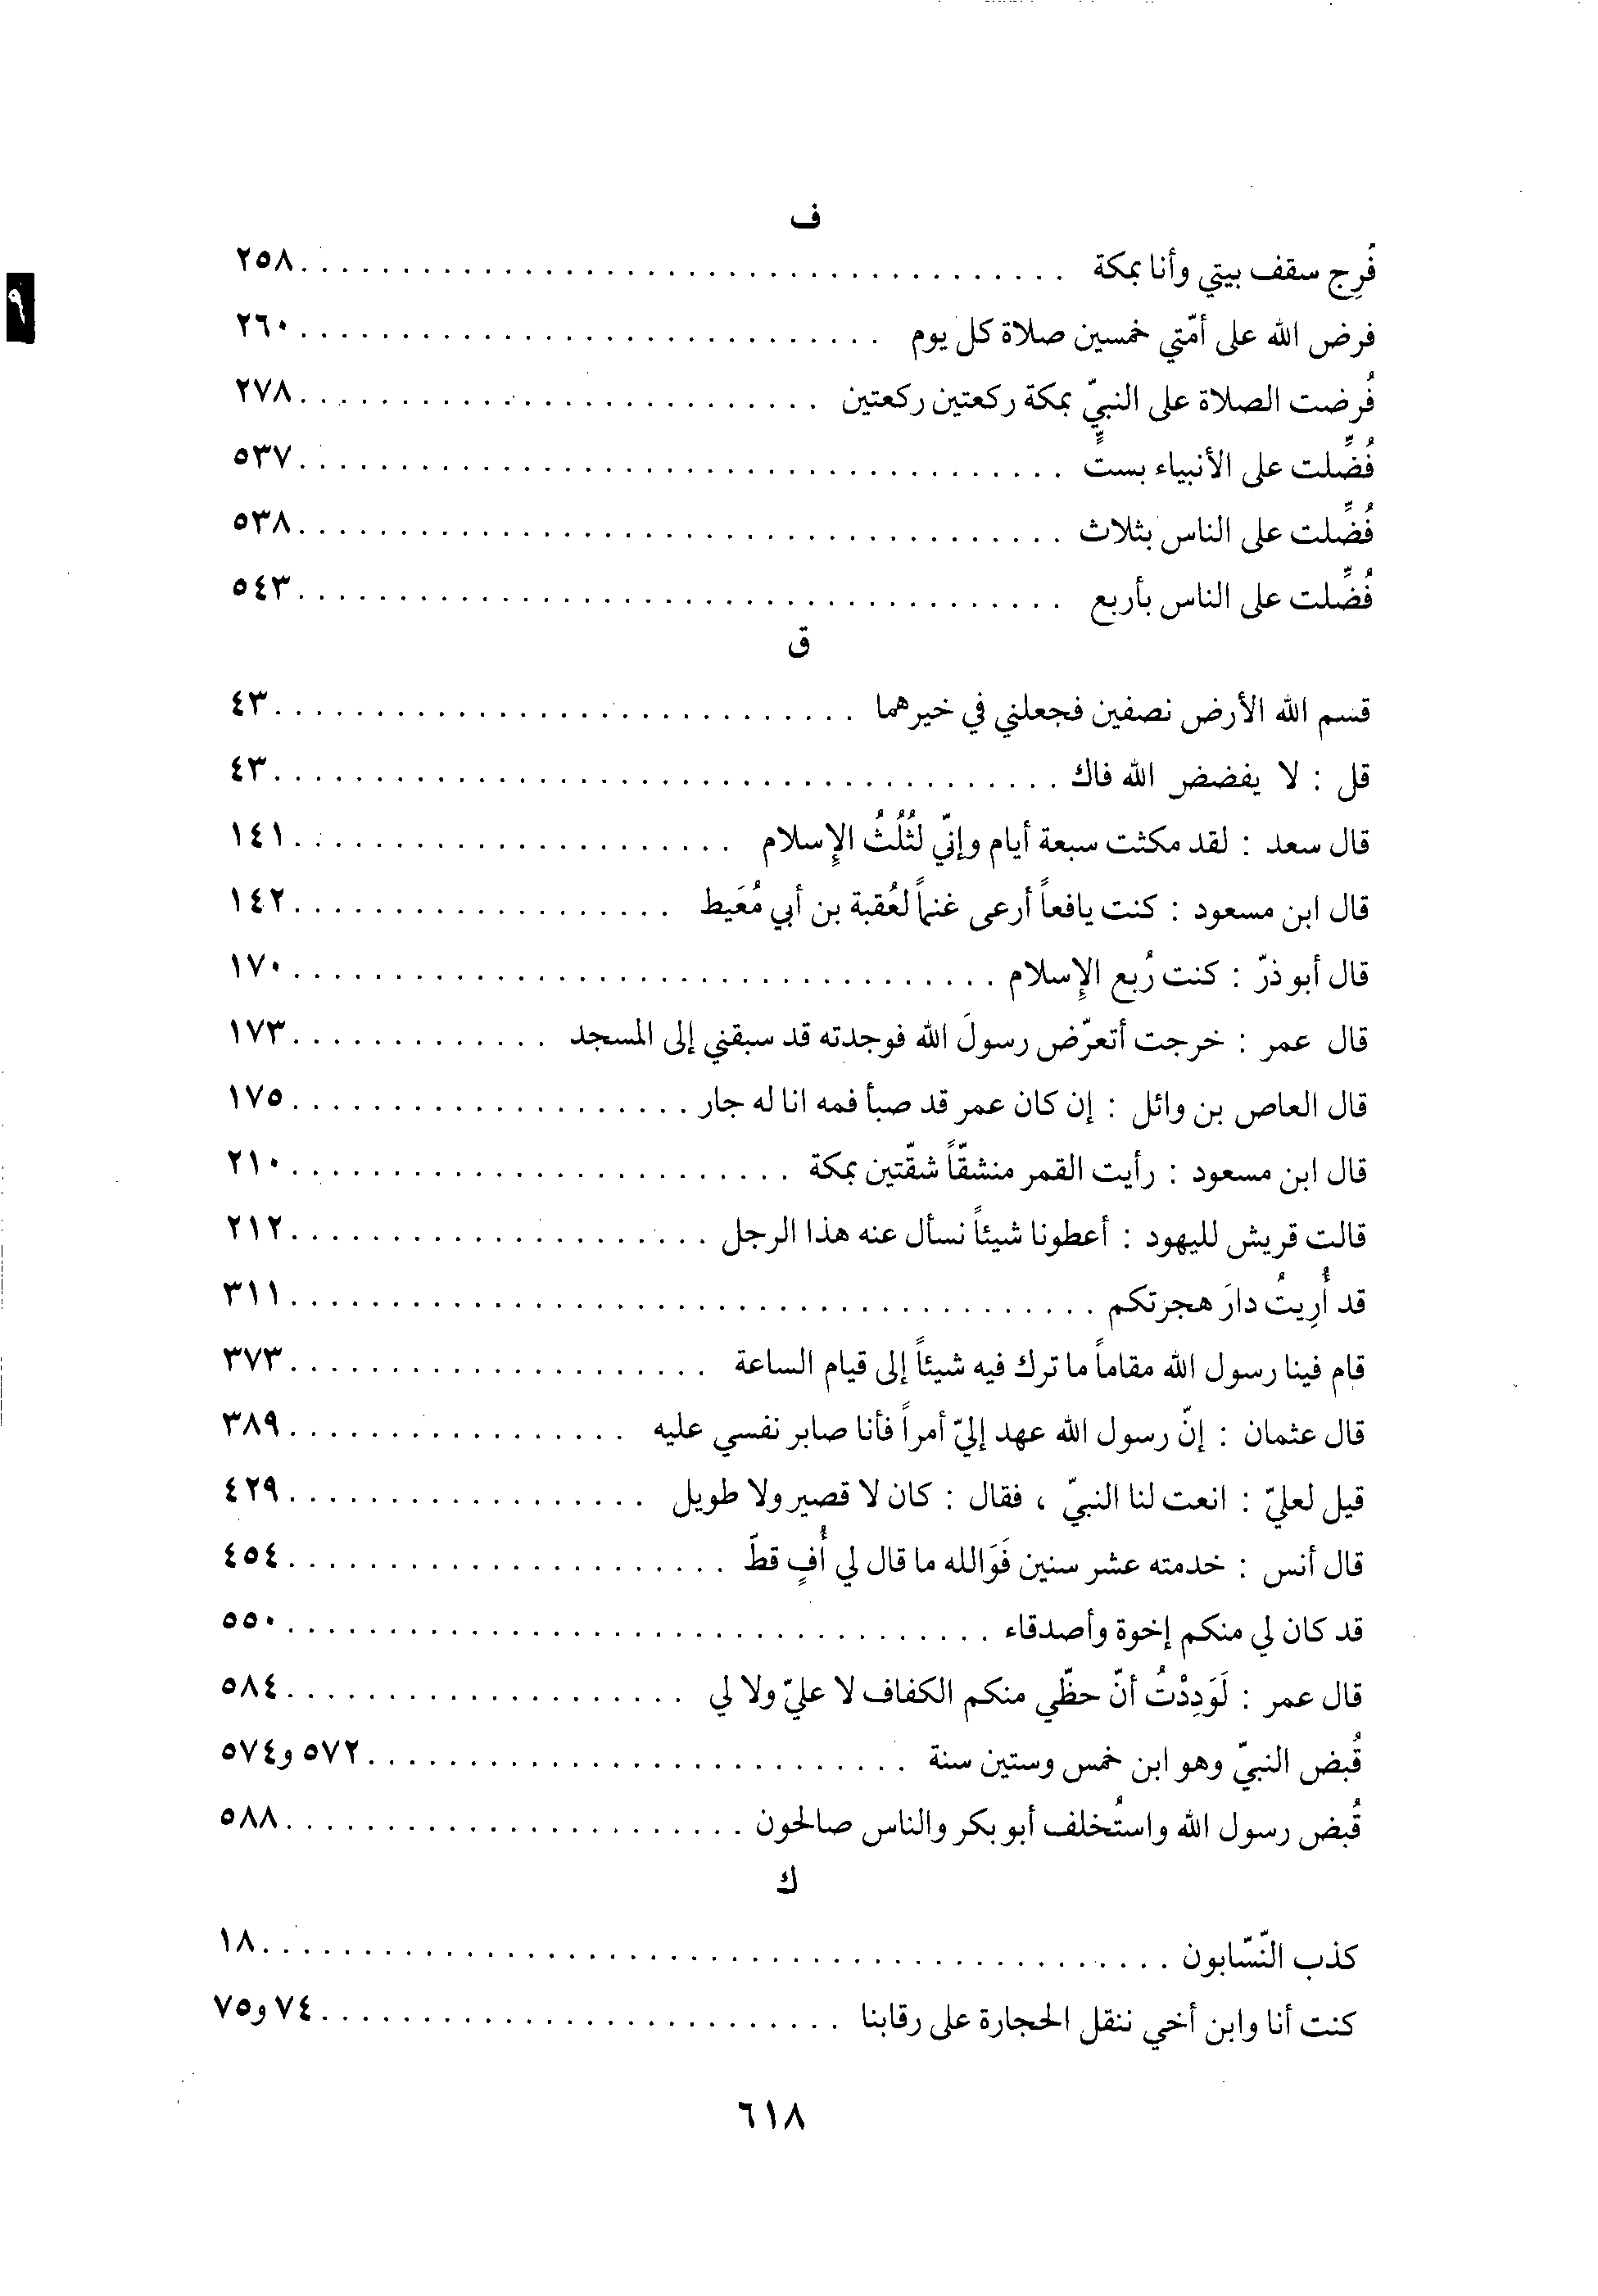 ف
فُرِج سقف بيتي وأنا بمكة ..................................... ٢٥٨
فرض الله على أمّتي خمسين صلاة كل يوم ............................ ٢٦٠
فُرضت الصلاة على النبيّ بمكة ركعتين ركعتين .......................... ٢٧٨
فُضِّلت على الأنبياء بستٍّ ..................................... ٥٣٧
فُضِّلت على الناس بثلاث ..................................... ٥٣٨
فُضِّلت على الناس بأربع ..................................... ٥٤٣
ق
قسم الله الأرض نصفين فجعلني في خيرهما ............................ ٤٣
قل : لا يفضض الله فاك ...................................... ٤٣
قال سعد : لقد مكثت سبعة أيام وإنّي لثُلُثُ الإِسلام ...................... ١٤١
قال ابن مسعود : كنت يافعاً أرعى غنماً لعُقبة بن أبي مُعَيط ................... ١٤٢
قال أبو ذرّ : كنت رُبع الإِسلام .................................. ١٧٠
قال عمر : خرجت أتعرّض رسولَ الله فوجدته قد سبقني إلى المسجد ............. ١٧٣
قال العاص بن وائل : إن كان عمر قد صبأ فمه انا له جار .................... ١٧٥
قال ابن مسعود : رأيت القمر منشقّاً شقّتين بمكة ......................... ٢١٠
قالت قريش لليهود : أعطونا شيئاً نسأل عنه هذا الرجل ..................... ٢١٢
قد أُرِيتُ دارَ هجرتكم ........................................ ٣١١
قام فينا رسول الله مقاماً ما ترك فيه شيئاً إلى قيام الساعة ..................... ٣٧٣
قال عثمان : إنّ رسول الله عهد إليّ أمراً فأنا صابر نفسي عليه ................. ٣٨٩
قيل لعليّ : انعت لنا النبيّ ، فقال : كان لا قصير ولا طويل .................. ٤٢٩
قال أنس : خدمته عشر سنين فَوَالله ما قال لي أُفٍ قطّ ...................... ٤٥٤
قد كان لي منكم إخوة وأصدقاء ................................... ٥٥٠
قال عمر : لَوَدِدْتُ أنّ حظّي منكم الكفاف لا عليّ ولا لي .................... ٥٨٤
قُبض النبيّ وهو ابن خمس وستين سنة ........................... ٥٧٢ و٥٧٤
قُبض رسول الله واستُخلف أبو بكر والناس صالحون ....................... ٥٨٨
ك
كذب النّسّابون ............................................. ١٨
كنت أنا وابن أخي ننقل الحجارة على رقابنا .......................... ٧٤ و٧٥
٦١٨
٩